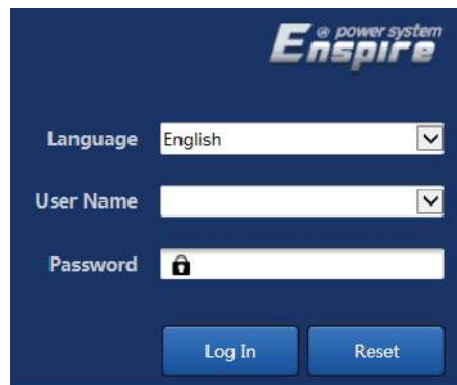 @ power system
Enspire
Language English
User Name
Password
Log In Reset